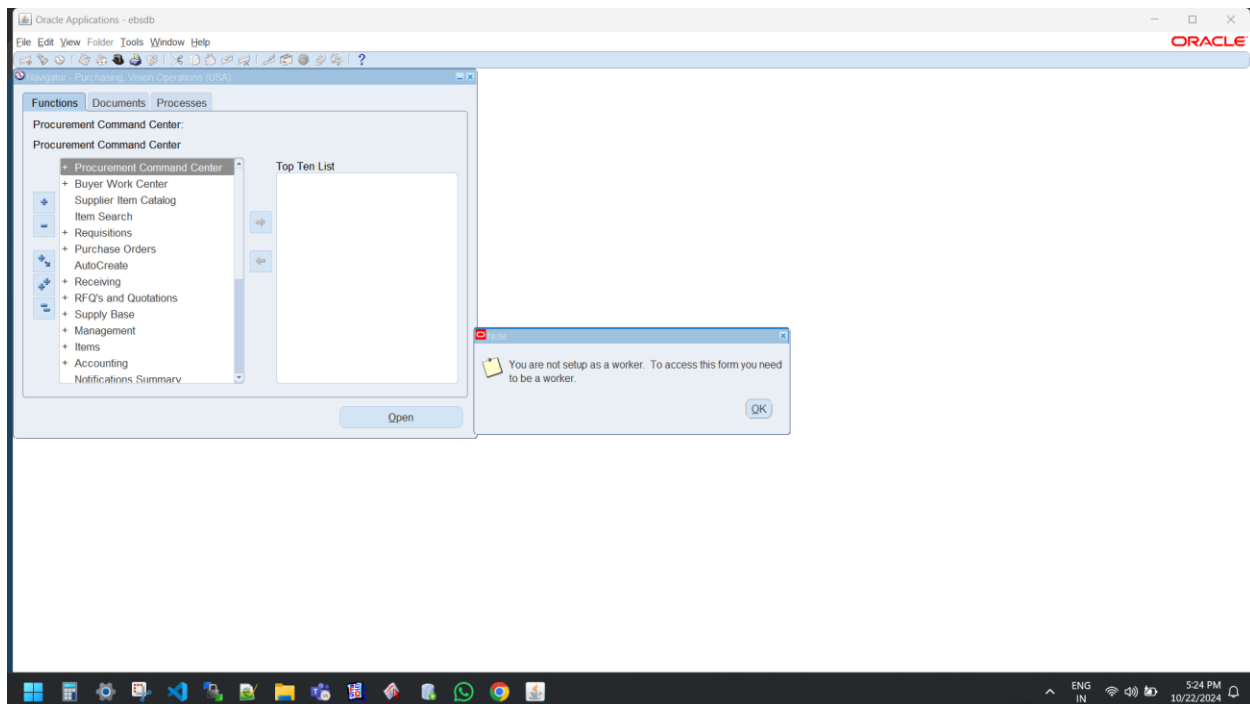 Oracle Applications - ebsdb
File Edit View Folder Tools Window Help
ORACLE
Navigator - Purchasing, Vision Operations (USA)
Functions Documents Processes
Procurement Command Center:
Procurement Command Center
+ Procurement Command Center
Top Ten List
+ Buyer Work Center
Supplier Item Catalog
Item Search
+ Requisitions
+ Purchase Orders
AutoCreate
+ Receiving
+ RFQ's and Quotations
+ Supply Base
+ Management
+ Items
+ Accounting
Notifications Summary
Open
Note
You are not setup as a worker. To access this form you need
to be a worker.
OK
ENG
IN
5:24 PM
10/22/2024